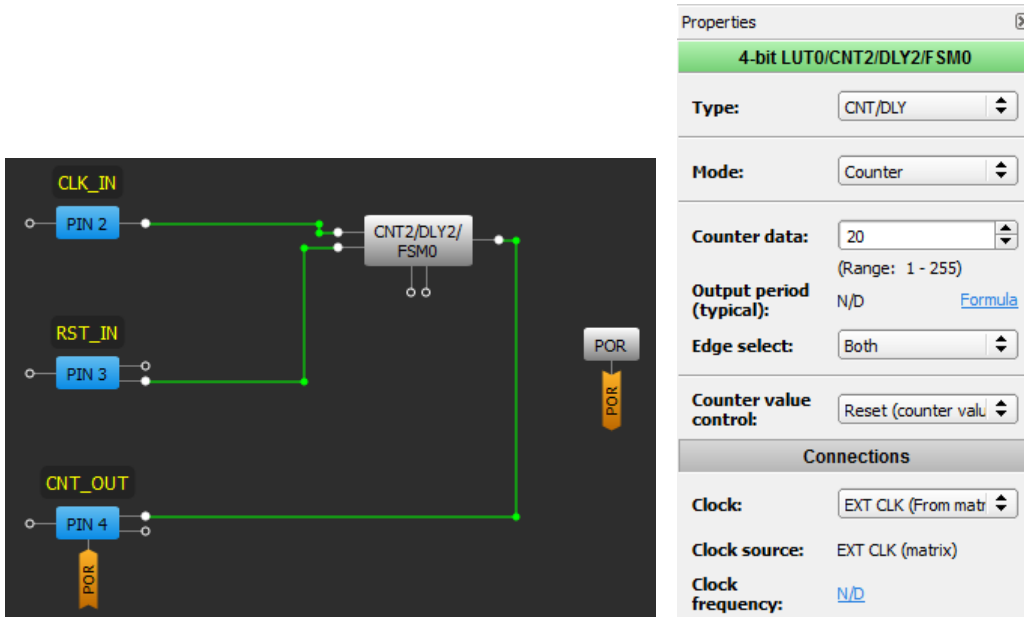 CLK_IN
PIN 2
CNT2/DLY2/
FSM0
RST_IN
PIN 3
POR
POR
CNT_OUT
PIN 4
POR
Properties
4-bit LUT0/CNT2/DLY2/FSM0
Type: CNT/DLY
Mode: Counter
Counter data: 20
(Range: 1 - 255)
Output period
(typical): N/D Formula
Edge select: Both
Counter value
control: Reset (counter valu
Connections
Clock: EXT CLK (From matr
Clock source: EXT CLK (matrix)
Clock
frequency: N/D